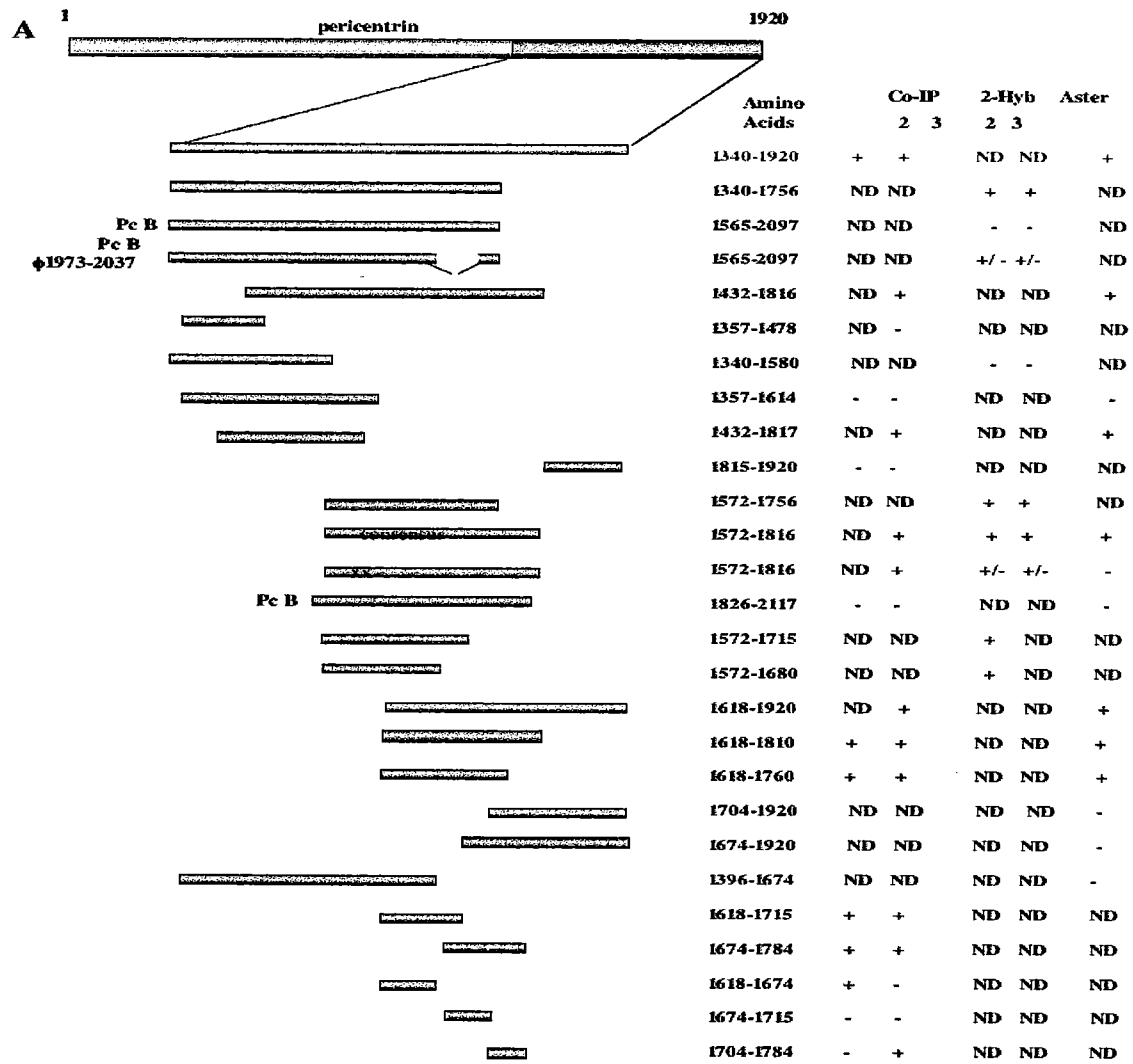 A 1 pericentrin 1920
Amino Acids Co-IP 2-Hyb Aster
2 3 2 3
1340-1920 + + ND ND +
1340-1756 ND ND + + ND
Pc B 1565-2097 ND ND - - ND
Pc B
ϕ1973-2037 1565-2097 ND ND +/- +/- ND
1432-1816 ND + ND ND +
1357-1478 ND - ND ND ND
1340-1580 ND ND - - ND
1357-1614 - - ND ND -
1432-1817 ND + ND ND +
1815-1920 - - ND ND ND
1572-1756 ND ND + + ND
consensus 1572-1816 ND + + + +
xx 1572-1816 ND + +/- +/- -
Pc B 1826-2117 - - ND ND -
1572-1715 ND ND + ND ND
1572-1680 ND ND + ND ND
1618-1920 ND + ND ND +
1618-1810 + + ND ND +
1618-1760 + + ND ND +
1704-1920 ND ND ND ND -
1674-1920 ND ND ND ND -
1396-1674 ND ND ND ND -
1618-1715 + + ND ND ND
1674-1784 + + ND ND ND
1618-1674 + - ND ND ND
1674-1715 - - ND ND ND
1704-1784 - + ND ND ND